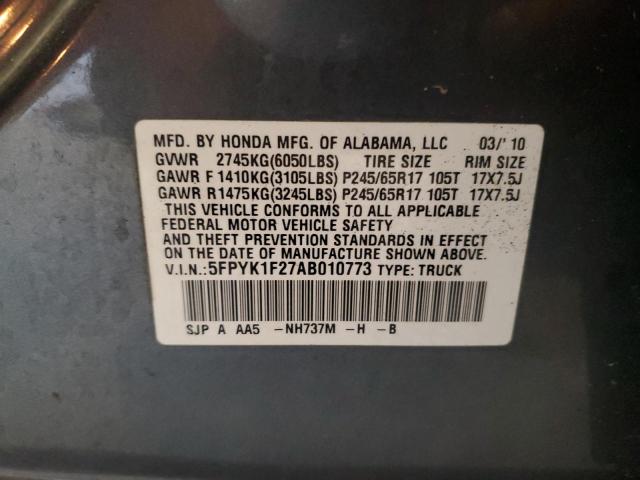 MFD. BY HONDA MFG. OF ALABAMA, LLC 03/'10
GVWR 2745KG(6050LBS) TIRE SIZE RIM SIZE
GAWR F 1410KG(3105LBS) P245/65R17 105T 17X7.5J
GAWR R1475KG(3245LBS) P245/65R17 105T 17X7.5J
THIS VEHICLE CONFORMS TO ALL APPLICABLE
FEDERAL MOTOR VEHICLE SAFETY
AND THEFT PREVENTION STANDARDS IN EFFECT
ON THE DATE OF MANUFACTURE SHOWN ABOVE.
V.I.N.:5FPYK1F27AB010773 TYPE: TRUCK
SJP A AA5 -NH737M -H -B